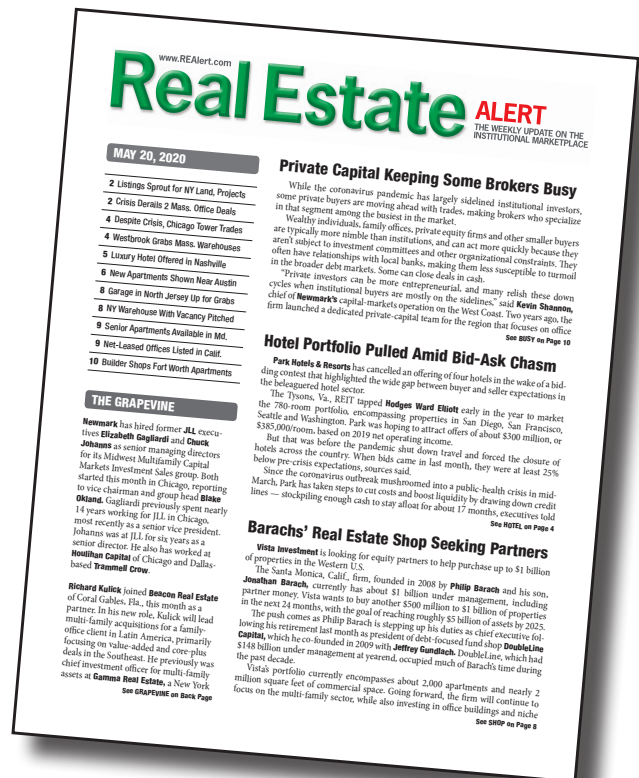 www.REAlert.com
Real Estate
ALERT
THE WEEKLY UPDATE ON THE
INSTITUTIONAL MARKETPLACE
MAY 20, 2020
2 Listings Sprout for NY Land, Projects
2 Crisis Derails 2 Mass. Office Deals
4 Despite Crisis, Chicago Tower Trades
4 Westbrook Grabs Mass. Warehouses
5 Luxury Hotel Offered in Nashville
6 New Apartments Shown Near Austin
8 Garage in North Jersey Up for Grabs
8 NY Warehouse With Vacancy Pitched
9 Senior Apartments Available in Md.
9 Net-Leased Offices Listed in Calif.
10 Builder Shops Fort Worth Apartments
THE GRAPEVINE
Newmark has hired former JLL execu-
tives Elizabeth Gagliardi and Chuck
Johanns as senior managing directors
for its Midwest Multifamily Capital
Markets Investment Sales group. Both
started this month in Chicago, reporting
to vice chairman and group head Blake
Okland. Gagliardi previously spent nearly
14 years working for JLL in Chicago,
most recently as a senior vice president.
Johanns was at JLL for six years as a
senior director. He also has worked at
Houlihan Capital of Chicago and Dallas-
based Trammell Crow.
Richard Kulick joined Beacon Real Estate
of Coral Gables, Fla., this month as a
partner. In his new role, Kulick will lead
multi-family acquisitions for a family-
office client in Latin America, primarily
focusing on value-added and core-plus
deals in the Southeast. He previously was
chief investment officer for multi-family
assets at Gamma Real Estate, a New York
See GRAPEVINE on Back Page
Private Capital Keeping Some Brokers Busy
While the coronavirus pandemic has largely sidelined institutional investors,
some private buyers are moving ahead with trades, making brokers who specialize
in that segment among the busiest in the market.
Wealthy individuals, family offices, private equity firms and other smaller buyers
are typically more nimble than institutions, and can act more quickly because they
aren't subject to investment committees and other organizational constraints. They
often have relationships with local banks, making them less susceptible to turmoil
in the broader debt markets. Some can close deals in cash.
"Private investors can be more entrepreneurial, and many relish these down
cycles when institutional buyers are mostly on the sidelines," said Kevin Shannon,
chief of Newmark's capital-markets operation on the West Coast. Two years ago, the
firm launched a dedicated private-capital team for the region that focuses on office
See BUSY on Page 10
Hotel Portfolio Pulled Amid Bid-Ask Chasm
Park Hotels & Resorts has cancelled an offering of four hotels in the wake of a bid-
ding contest that highlighted the wide gap between buyer and seller expectations in
the beleaguered hotel sector.
The Tysons, Va., REIT tapped Hodges Ward Elliott early in the year to market
the 780-room portfolio, encompassing properties in San Diego, San Francisco,
Seattle and Washington. Park was hoping to attract offers of about $300 million, or
$385,000/room, based on 2019 net operating income.
But that was before the pandemic shut down travel and forced the closure of
hotels across the country. When bids came in last month, they were at least 25%
below pre-crisis expectations, sources said.
Since the coronavirus outbreak mushroomed into a public-health crisis in mid-
March, Park has taken steps to cut costs and boost liquidity by drawing down credit
lines — stockpiling enough cash to stay afloat for about 17 months, executives told
See HOTEL on Page 4
Barachs' Real Estate Shop Seeking Partners
Vista Investment is looking for equity partners to help purchase up to $1 billion
of properties in the Western U.S.
The Santa Monica, Calif., firm, founded in 2008 by Philip Barach and his son,
Jonathan Barach, currently has about $1 billion under management, including
partner money. Vista wants to buy another $500 million to $1 billion of properties
in the next 24 months, with the goal of reaching roughly $5 billion of assets by 2025.
The push comes as Philip Barach is stepping up his duties as chief executive fol-
lowing his retirement last month as president of debt-focused fund shop DoubleLine
Capital, which he co-founded in 2009 with Jeffrey Gundlach. DoubleLine, which had
$148 billion under management at yearend, occupied much of Barach's time during
the past decade.
Vista's portfolio currently encompasses about 2,000 apartments and nearly 2
million square feet of commercial space. Going forward, the firm will continue to
focus on the multi-family sector, while also investing in office buildings and niche
See SHOP on Page 8